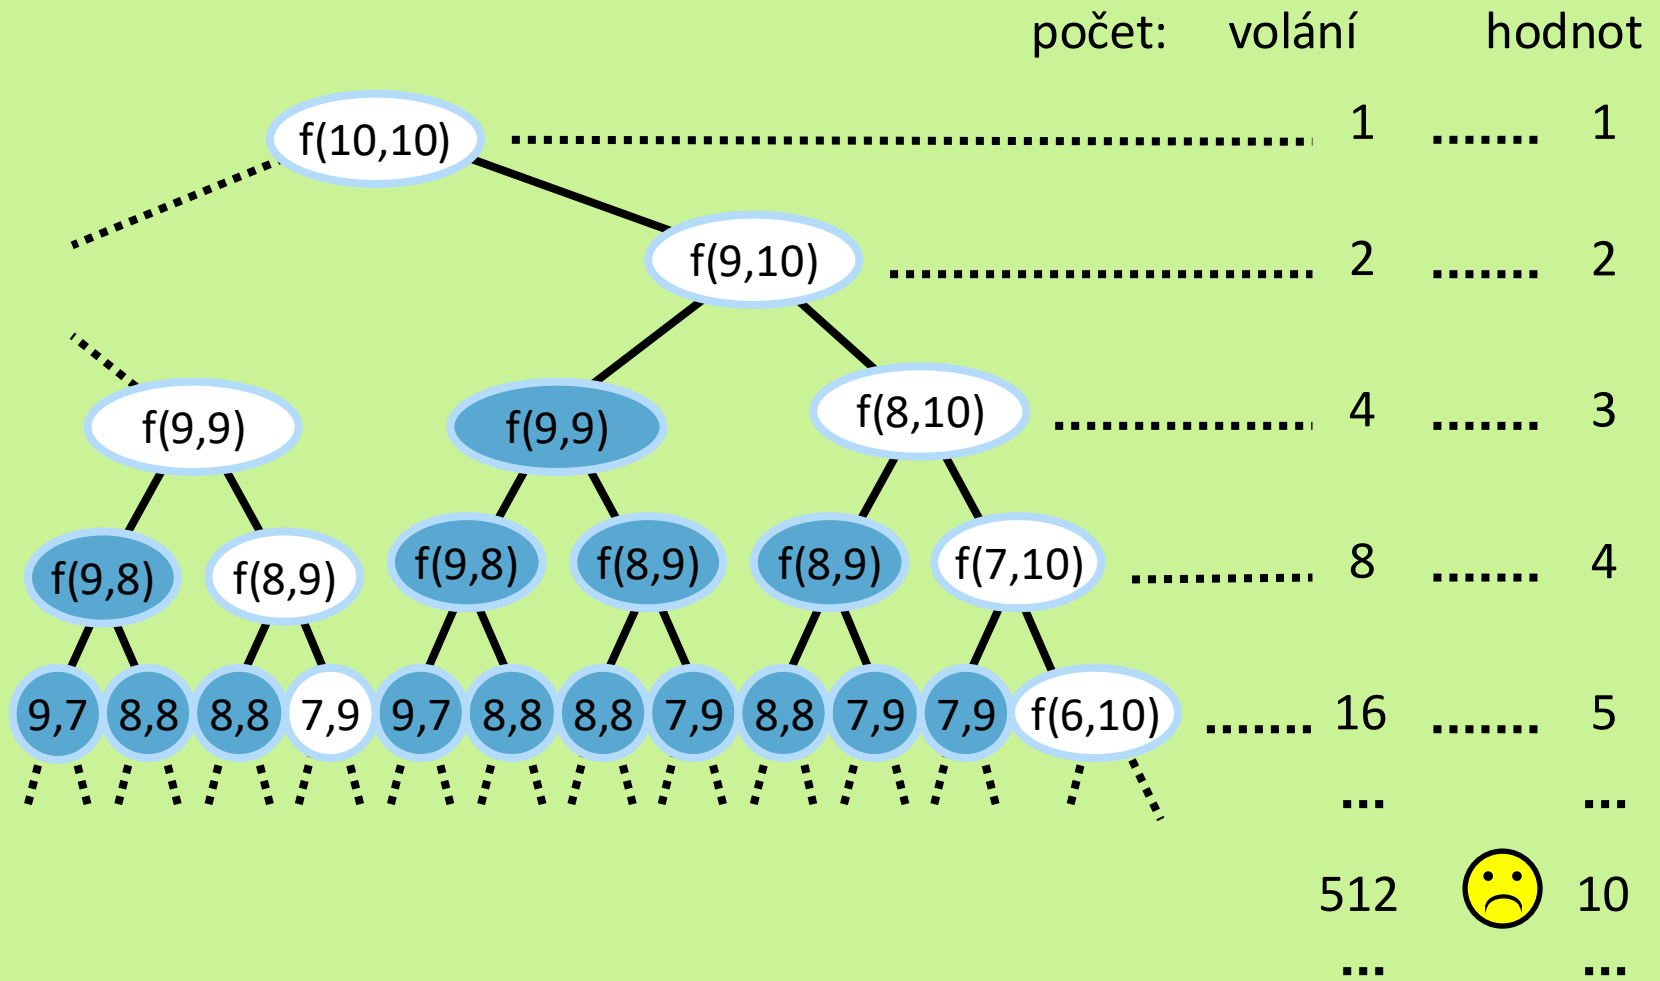 počet: volání hodnot
f(10,10) 1 1
f(9,10) 2 2
f(9,9) f(9,9) f(8,10) 4 3
f(9,8) f(8,9) f(9,8) f(8,9) f(8,9) f(7,10) 8 4
9,7 8,8 8,8 7,9 9,7 8,8 8,8 7,9 8,8 7,9 7,9 f(6,10) 16 5
... ...
512 10
... ...